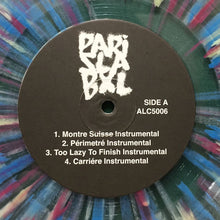 PARI
SLA
BXL
SIDE A
ALC5006
1. Montre Suisse Instrumental
2. Périmetré Instrumental
3. Too Lazy To Finish Instrumental
4. Carriére Instrumental